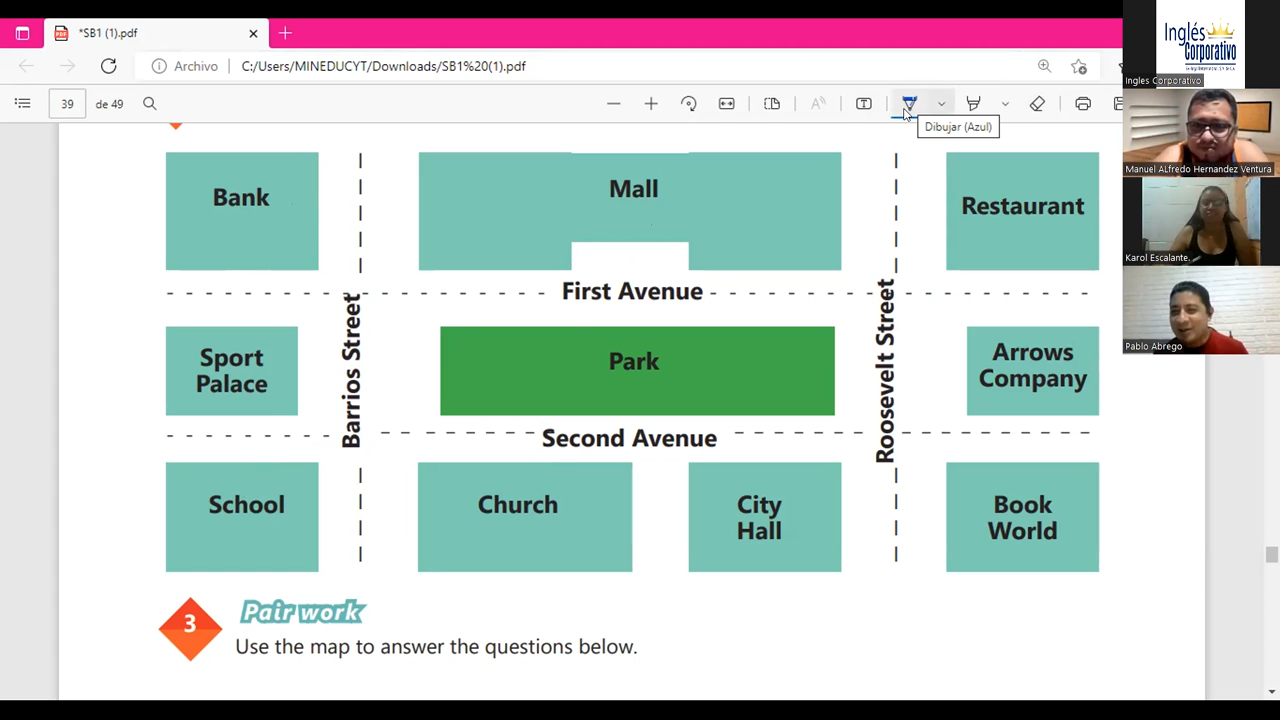 *SB1 (1).pdf
Archivo
C:/Users/MINEDUCYT/Downloads/SB1%20(1).pdf
39
de 49
Dibujar (Azul)
Bank
Mall
Restaurant
First Avenue
Sport
Palace
Barrios Street
Park
Roosevelt Street
Arrows
Company
Second Avenue
School
Church
City
Hall
Book
World
3
Pair work
Use the map to answer the questions below.
Inglés
Corporativo
Ingles Corporativo
Manuel ALfredo Hernandez Ventura
Karol Escalante.
Pablo Abrego